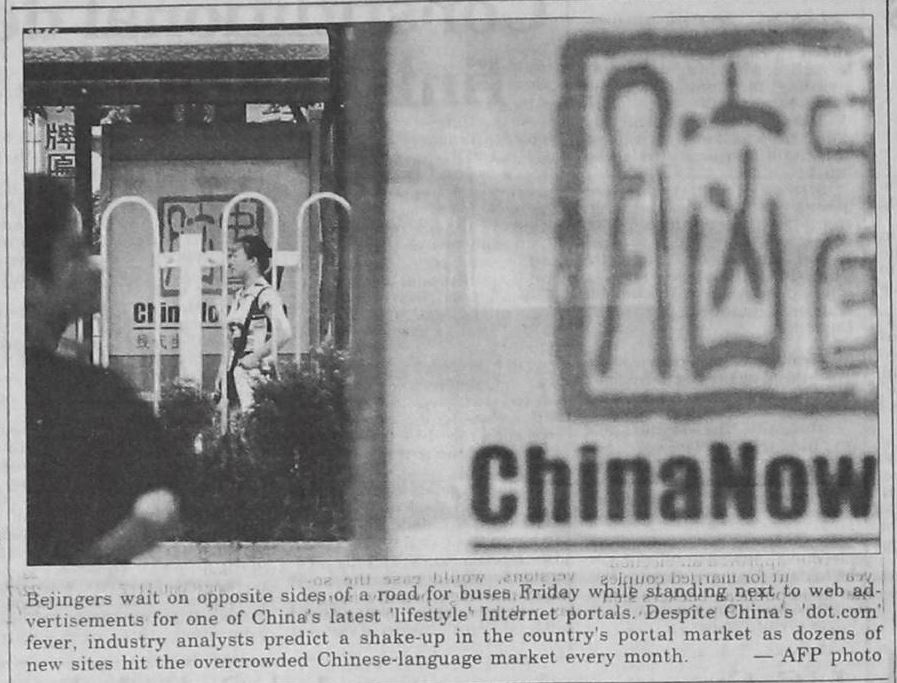 牌
ChinaNow
Bejingers wait on opposite sides of a road for buses Friday while standing next to web ad-
vertisements for one of China's latest 'lifestyle' Internet portals. Despite China's 'dot.com'
fever, industry analysts predict a shake-up in the country's portal market as dozens of
new sites hit the overcrowded Chinese-language market every month. — AFP photo